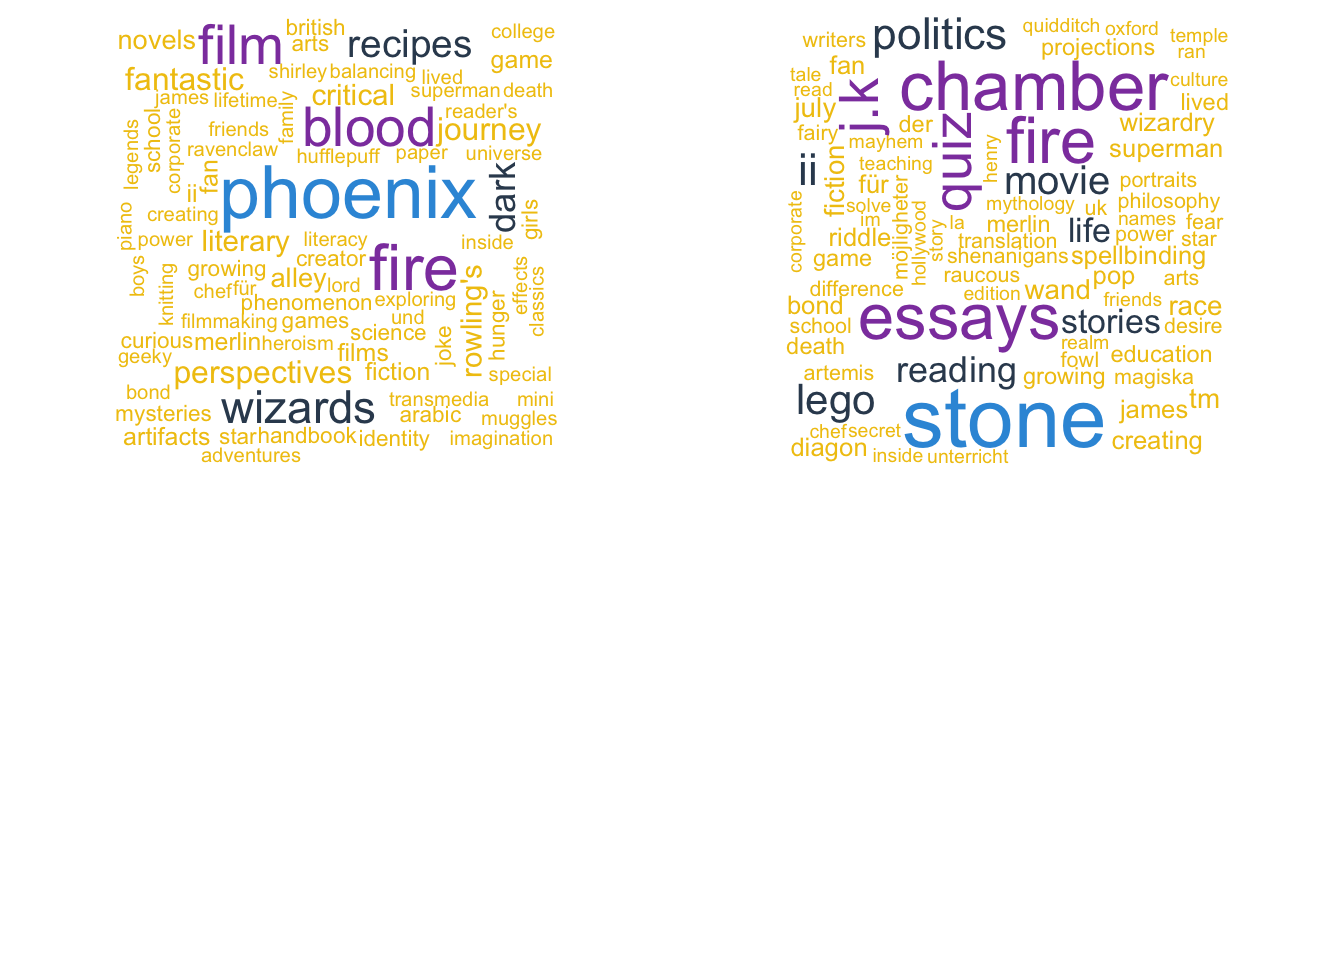 british
college
novels
film
arts
recipes
game
fantastic
shirley
balancing
lived
superman
death
james
lifetime
critical
reader's
legends
school
corporate
friends
family
blood
journey
ravenclaw
hufflepuff
paper
universe
ii
fan
phoenix
dark
girls
creating
piano
power
literary
literacy
inside
creator
fire
boys
knitting
growing
alley
lord
rowling's
hunger
effects
classics
chef
für
phenomenon
exploring
filmmaking
games
und
science
joke
curious
merlin
heroism
films
geeky
perspectives
fiction
special
bond
wizards
transmedia
mini
mysteries
arabic
muggles
artifacts
star
handbook
identity
imagination
adventures
writers
politics
quidditch
oxford
temple
projections
ran
fan
tale
read
j.k
chamber
culture
july
lived
fairy
der
quiz
fire
wizardry
mayhem
henry
superman
ii
fiction
teaching
für
movie
portraits
solve
mythology
uk
philosophy
im
names
fear
corporate
riddle
möjligheter
hollywood
story
la
merlin
life
power
star
translation
game
shenanigans
spellbinding
raucous
pop
arts
difference
edition
wand
friends
bond
essays
stories
race
school
desire
death
realm
fowl
education
artemis
reading
growing
magiska
lego
stone
james
tm
chef
secret
diagon
inside
unterricht
creating